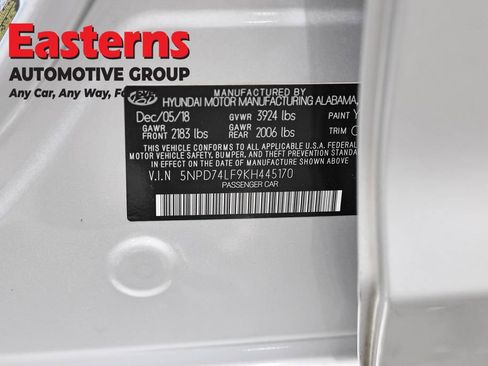 Easterns
AUTOMOTIVE GROUP
Any Car, Any Way, Fo
MANUFACTURED BY
HYUNDAI MOTOR MANUFACTURING ALABAMA,
Dec/05/18 GVWR 3924 lbs PAINT Y
GAWR FRONT 2183 lbs GAWR REAR 2006 lbs TRIM
THIS VEHICLE CONFORMS TO ALL APPLICABLE U.S.A. FEDERAL
VEHICLE SAFETY, BUMPER, AND THEFT PREVENTION STANDARDS
IN EFFECT ON THE DATE OF MANUFACTURE SHOWN ABOVE.
V.I.N 5NPD74LF9KH445170
PASSENGER CAR